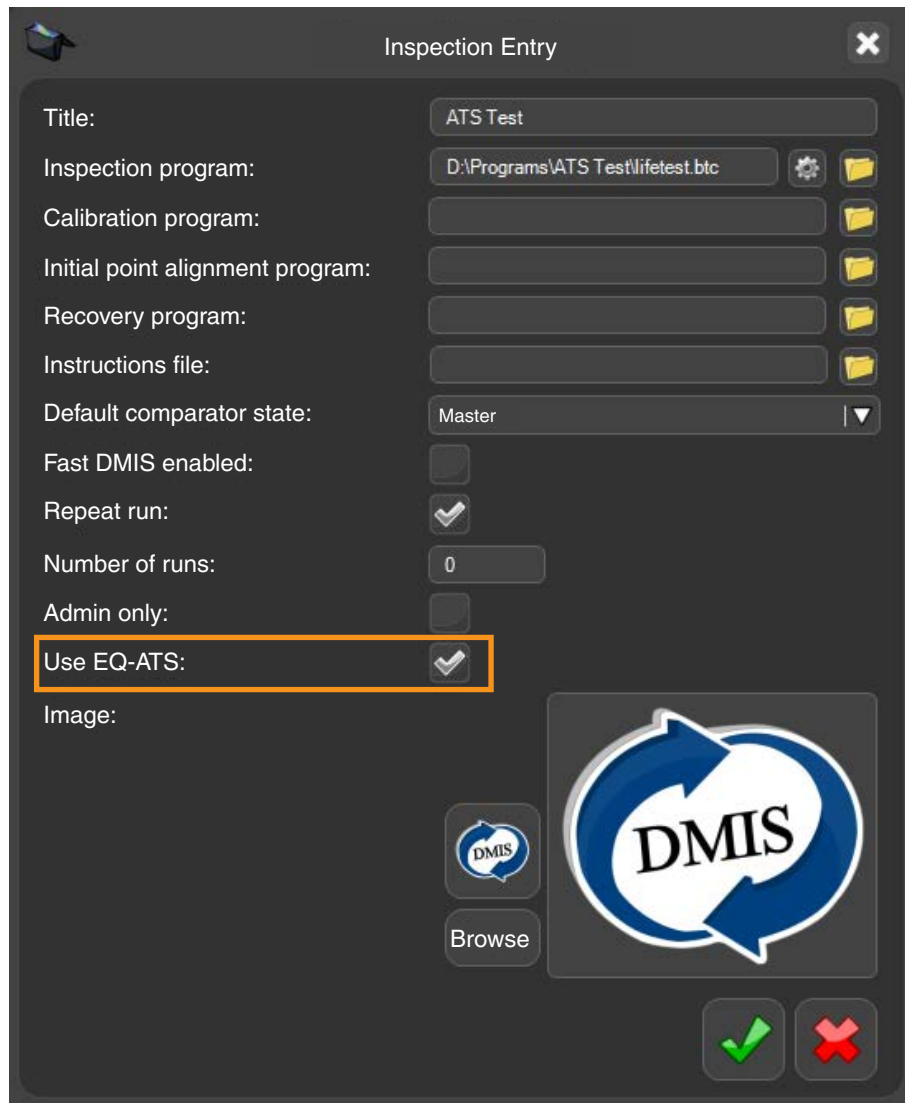 Inspection Entry
Title: ATS Test
Inspection program: D:\Programs\ATS Test\lifetest.btc
Calibration program:
Initial point alignment program:
Recovery program:
Instructions file:
Default comparator state: Master
Fast DMIS enabled:
Repeat run:
Number of runs: 0
Admin only:
Use EQ-ATS:
Image:
DMIS
DMIS
Browse